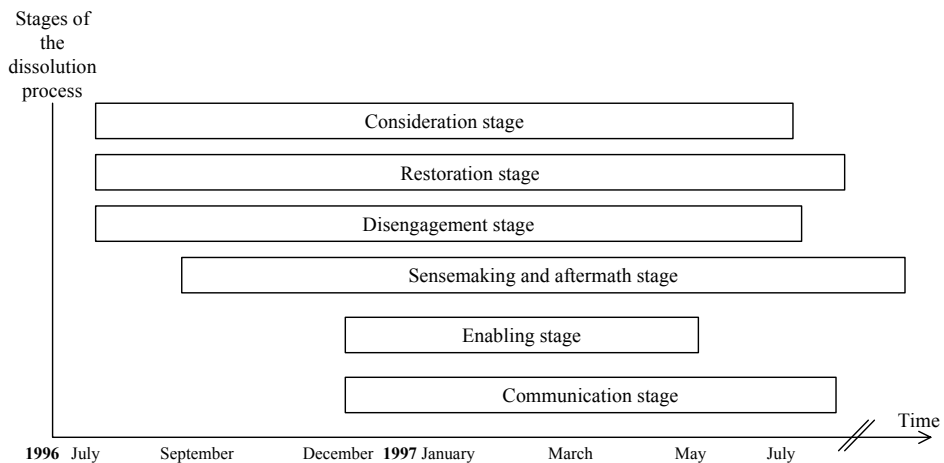 Stages of
the
dissolution
process
Consideration stage
Restoration stage
Disengagement stage
Sensemaking and aftermath stage
Enabling stage
Communication stage
Time
1996 July September December 1997 January March May July